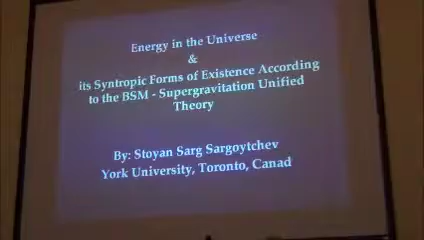 Energy in the Universe
&
its Syntropic Forms of Existence According
to the BSM - Supergravitation Unified
Theory
By: Stoyan Sarg Sargoytchev
York University, Toronto, Canad